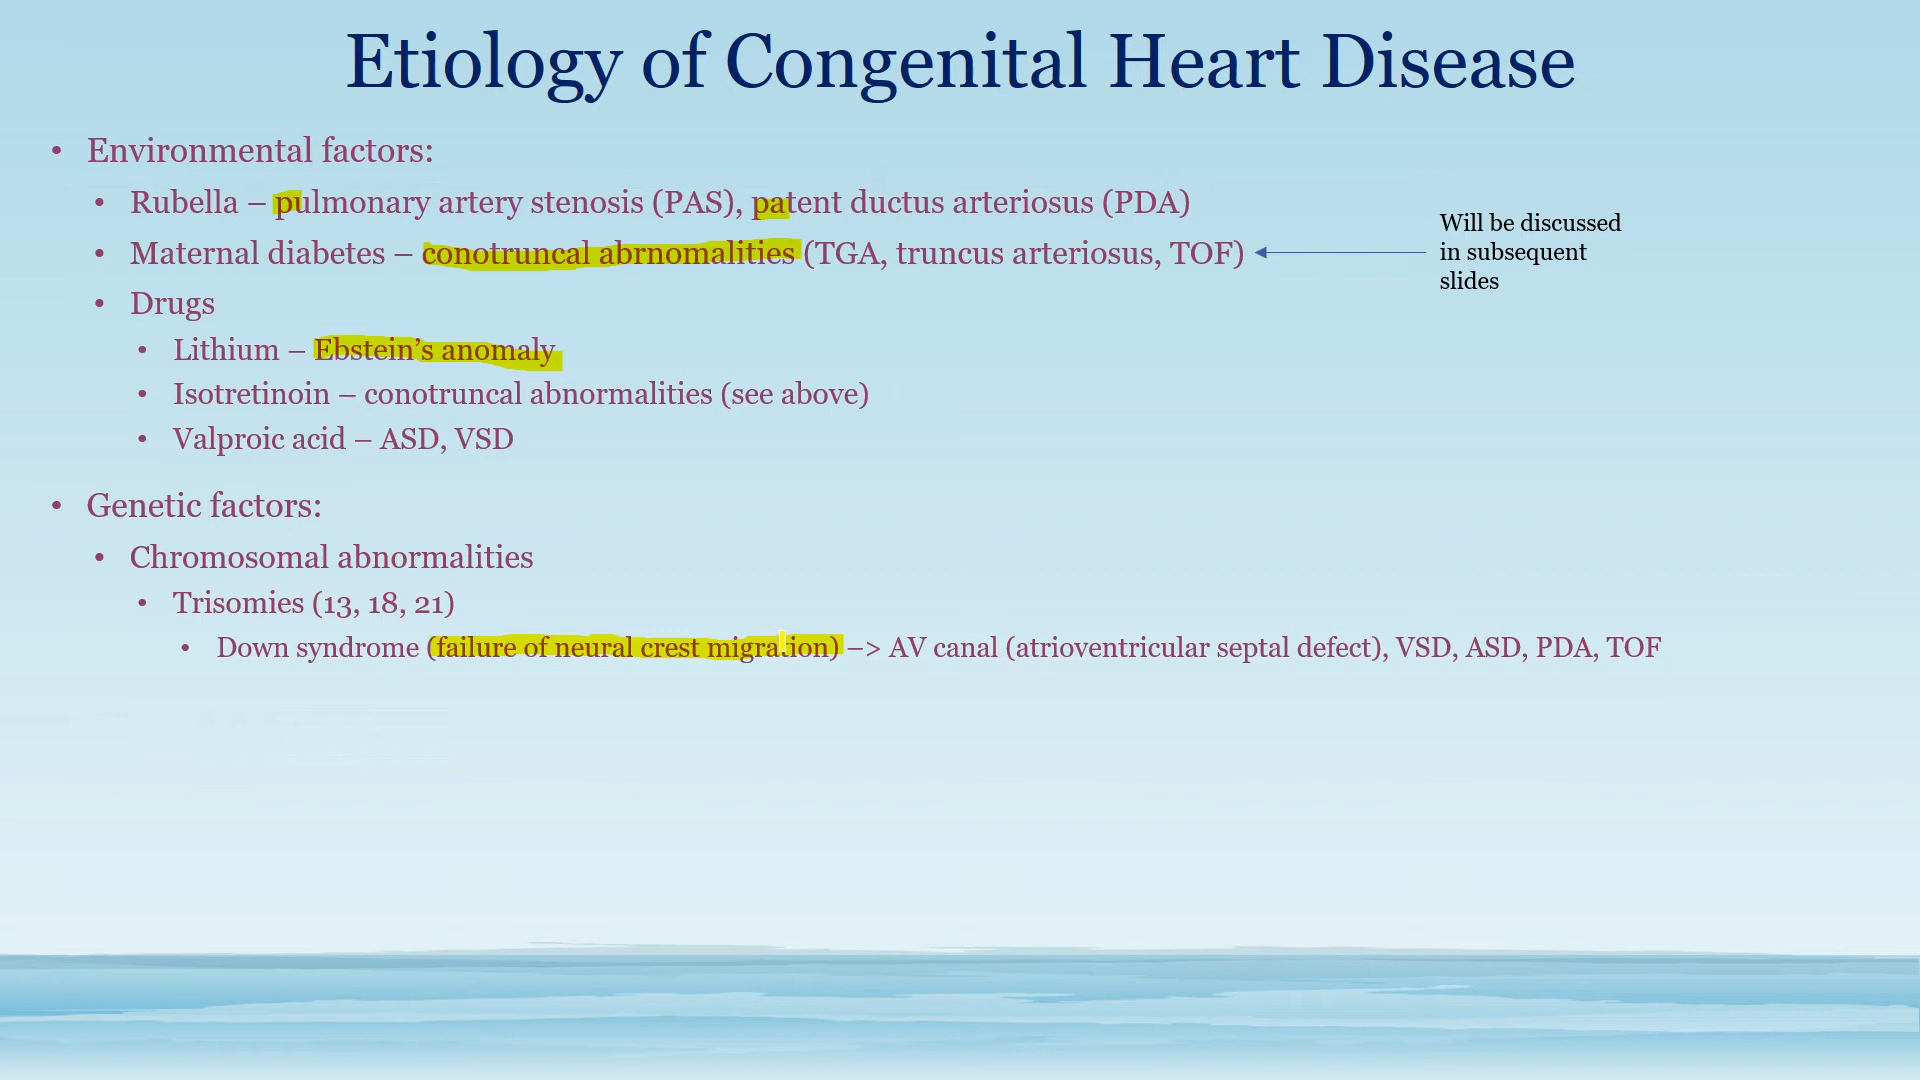 Etiology of Congenital Heart Disease
• Environmental factors:
• Rubella – pulmonary artery stenosis (PAS), patent ductus arteriosus (PDA)
• Maternal diabetes – conotruncal abrnomalities (TGA, truncus arteriosus, TOF)
Will be discussed
in subsequent
slides
• Drugs
• Lithium – Ebstein’s anomaly
• Isotretinoin – conotruncal abnormalities (see above)
• Valproic acid – ASD, VSD
• Genetic factors:
• Chromosomal abnormalities
• Trisomies (13, 18, 21)
• Down syndrome (failure of neural crest migration) –> AV canal (atrioventricular septal defect), VSD, ASD, PDA, TOF